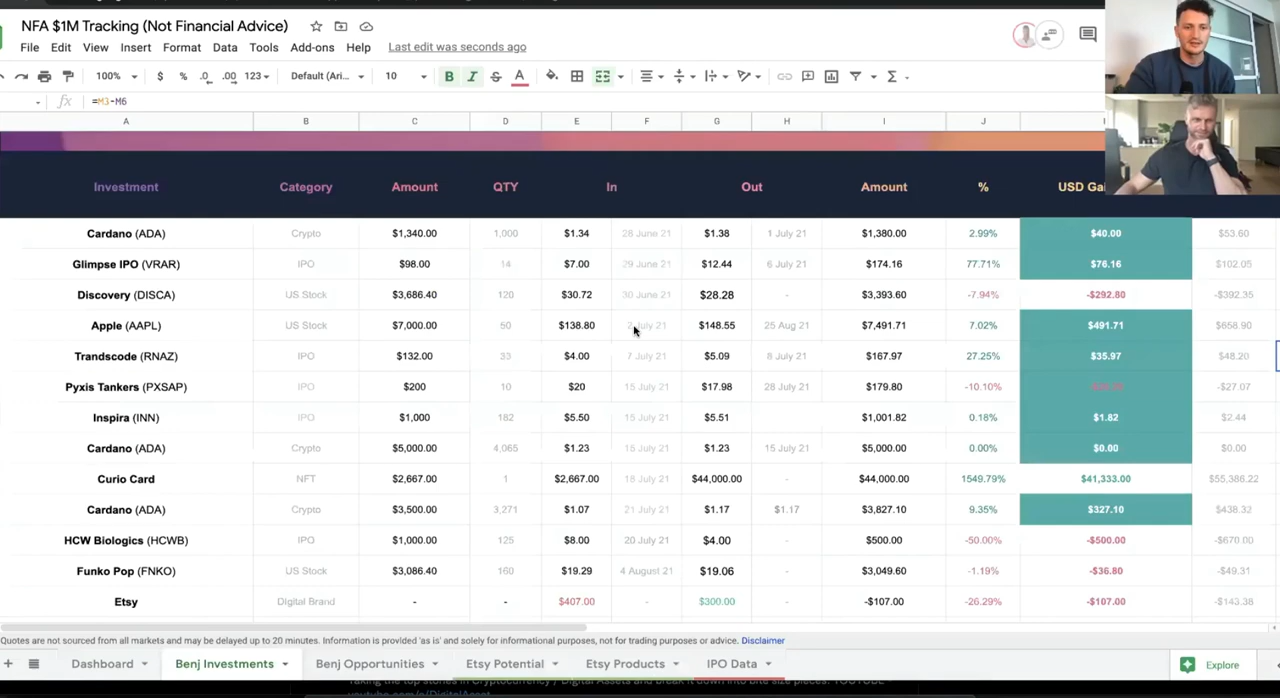 NFA $1M Tracking (Not Financial Advice)
File Edit View Insert Format Data Tools Add-ons Help Last edit was seconds ago
100% $ % .0 .00 123 Default (Ari... 10 B I S A
fx =M3-M6
A B C D E F G H I J
Investment Category Amount QTY In Out Amount % USD
Cardano (ADA) Crypto $1,340.00 1,000 $1.34 28 June 21 $1.38 1 July 21 $1,380.00 2.99% $40.00 $53.60
Glimpse IPO (VRAR) IPO $98.00 14 $7.00 29 June 21 $12.44 6 July 21 $174.16 77.71% $76.16 $102.05
Discovery (DISCA) US Stock $3,686.40 120 $30.72 30 June 21 $28.28 - $3,393.60 -7.94% -$292.80 -$392.35
Apple (AAPL) US Stock $7,000.00 50 $138.80 July 21 $148.55 25 Aug 21 $7,491.71 7.02% $491.71 $658.90
Trandscode (RNAZ) IPO $132.00 33 $4.00 7 July 21 $5.09 8 July 21 $167.97 27.25% $35.97 $48.20
Pyxis Tankers (PXSAP) IPO $200 10 $20 15 July 21 $17.98 28 July 21 $179.80 -10.10% -$27.07
Inspira (INN) IPO $1,000 182 $5.50 15 July 21 $5.51 $1,001.82 0.18% $1.82 $2.44
Cardano (ADA) Crypto $5,000.00 4,065 $1.23 15 July 21 $1.23 15 July 21 $5,000.00 0.00% $0.00 $0.00
Curio Card NFT $2,667.00 1 $2,667.00 18 July 21 $44,000.00 - $44,000.00 1549.79% $41,333.00 $55,386.22
Cardano (ADA) Crypto $3,500.00 3,271 $1.07 21 July 21 $1.17 $1.17 $3,827.10 9.35% $327.10 $438.32
HCW Biologics (HCWB) IPO $1,000.00 125 $8.00 20 July 21 $4.00 - $500.00 -50.00% -$500.00 -$670.00
Funko Pop (FNKO) US Stock $3,086.40 160 $19.29 4 August 21 $19.06 - $3,049.60 -1.19% -$36.80 -$49.31
Etsy Digital Brand - - $407.00 - $300.00 - -$107.00 -26.29% -$107.00 -$143.38
Quotes are not sourced from all markets and may be delayed up to 20 minutes. Information is provided 'as is' and solely for informational purposes, not for trading purposes or advice. Disclaimer
Dashboard Benj Investments Benj Opportunities Etsy Potential Etsy Products IPO Data Explore